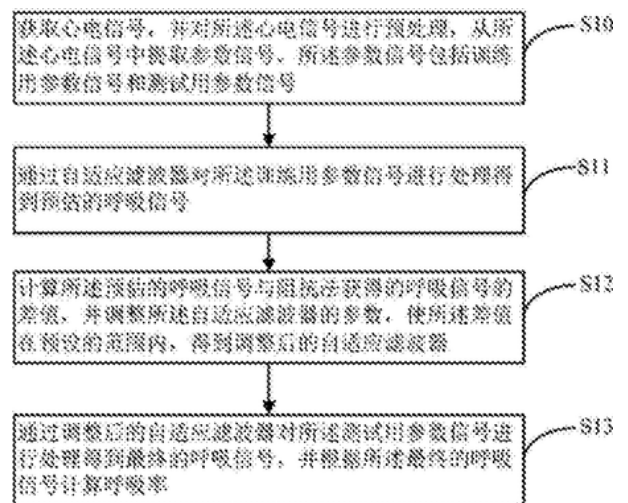 获取心电信号，并对所述心电信号进行预处理，从所
述心电信号中提取参数信号，所述参数信号包括训练
用参数信号和测试用参数信号
S10
通过自适应滤波器对所述训练用参数信号进行处理得
到预估的呼吸信号
S11
计算所述预估的呼吸信号与阻抗法获得的呼吸信号的
差值，并调整所述自适应滤波器的参数，使所述差值
在预设的范围内，得到调整后的自适应滤波器
S12
通过调整后的自适应滤波器对所述测试用参数信号进
行处理得到最终的呼吸信号，并根据所述最终的呼吸
信号计算呼吸率
S13